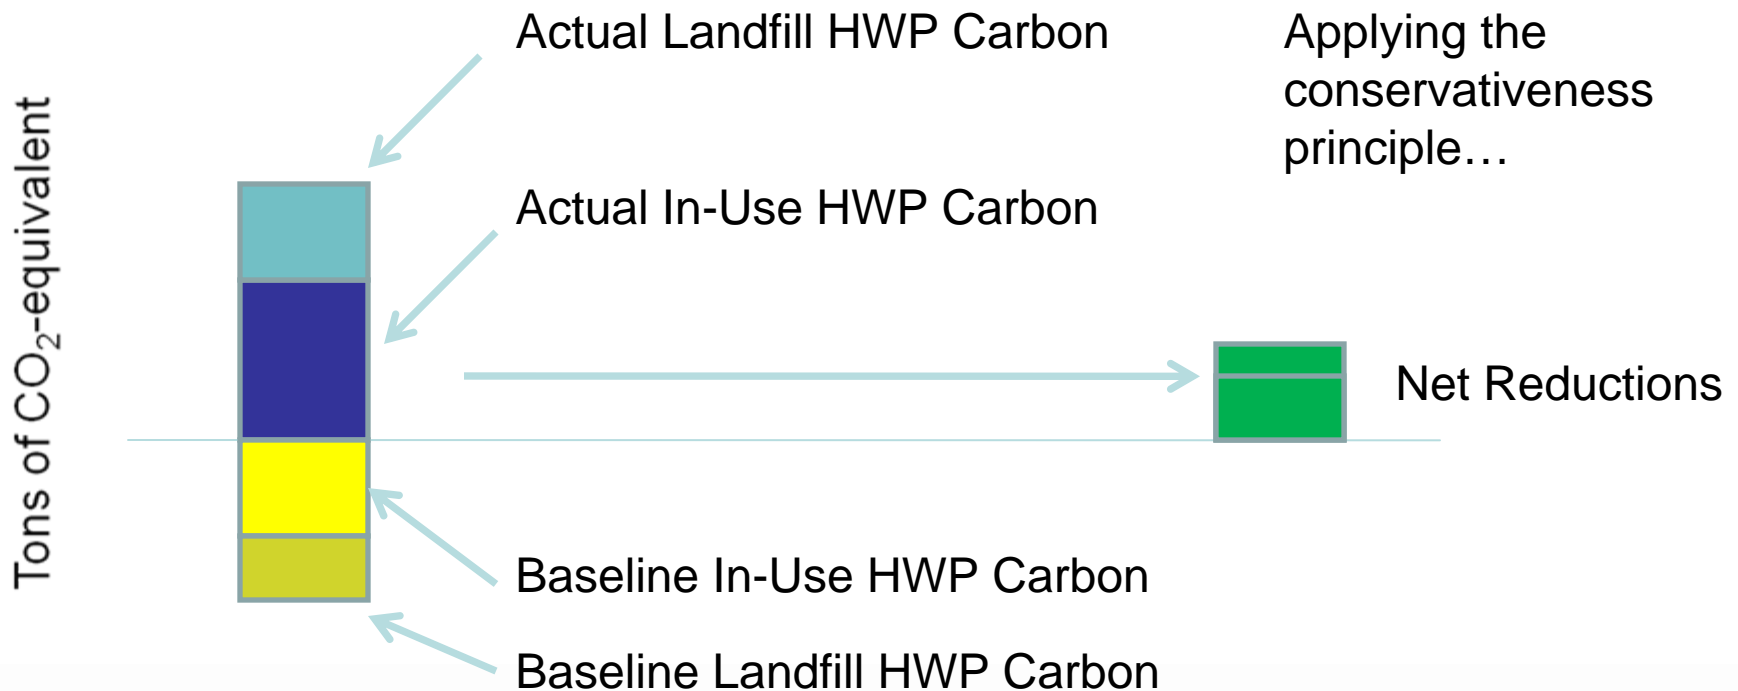 Actual Landfill HWP Carbon
Applying the
conservativeness
principle…
Tons of CO₂-equivalent
Actual In-Use HWP Carbon
Net Reductions
Baseline In-Use HWP Carbon
Baseline Landfill HWP Carbon